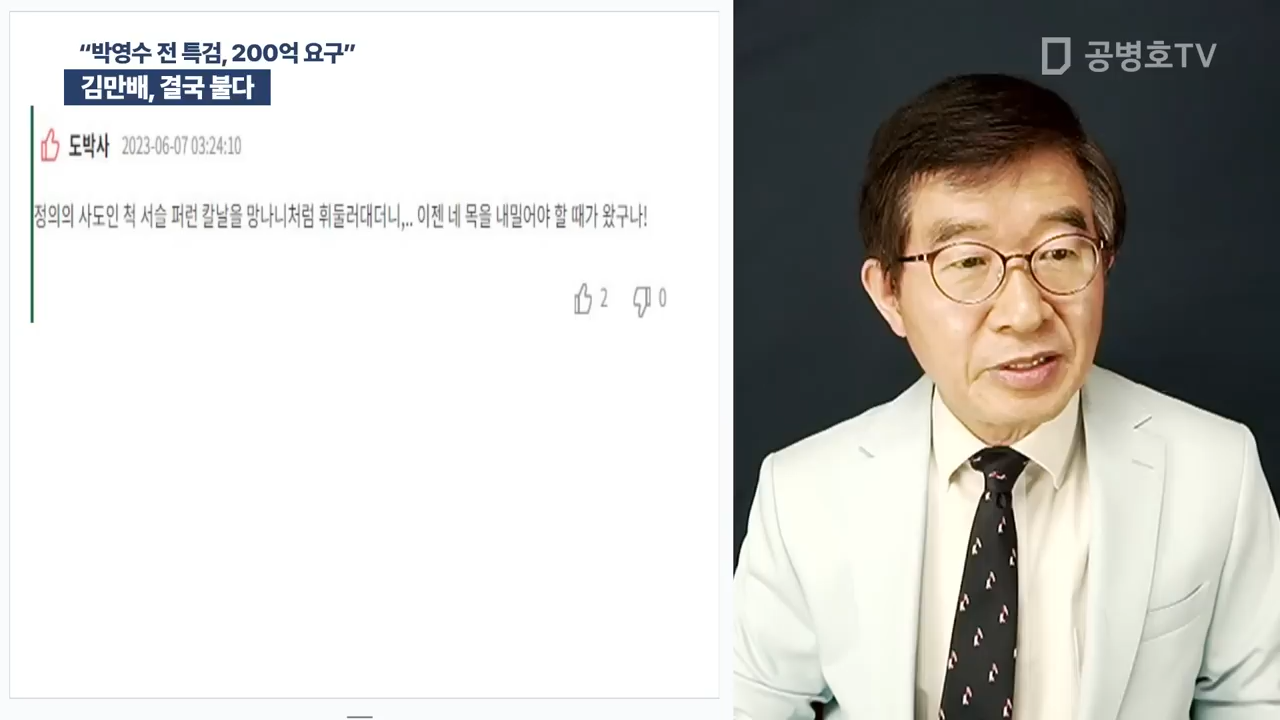 “박영수 전 특검, 200억 요구”
김만배, 결국 불다
공병호TV
도박사 2023-06-07 03:24:10
정의의 사도인 척 서슬 퍼런 칼날을 망나니처럼 휘둘러대더니,.. 이젠 네 목을 내밀어야 할 때가 왔구나!
2 0